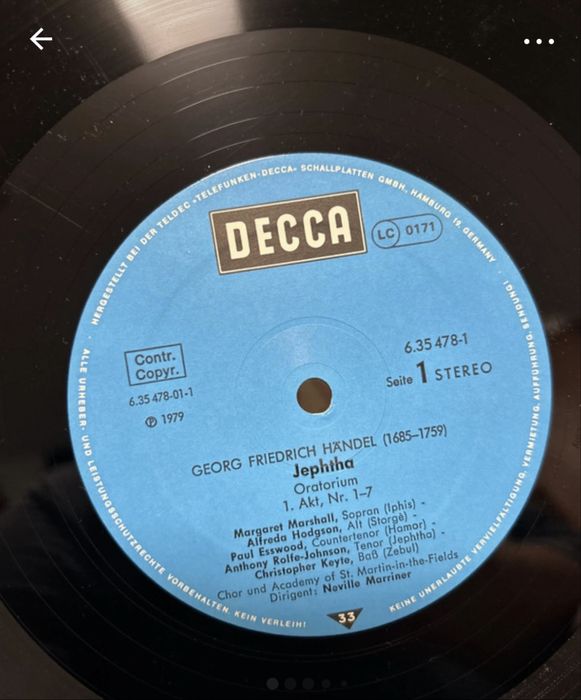 HERGESTELLT BEI DER TELDEC »TELEFUNKEN-DECCA« SCHALLPLATTEN GMBH, HAMBURG 19, GERMANY ·
DECCA
LC 0171
Contr.
Copyr.
6.35 478-01-1
Ⓟ 1979
6.35 478-1
Seite 1 STEREO
GEORG FRIEDRICH HÄNDEL (1685–1759)
Jephtha
Oratorium
1. Akt, Nr. 1–7
Margaret Marshall, Sopran (Iphis) -
Alfreda Hodgson, Alt (Storgè) -
Paul Esswood, Countertenor (Hamor) -
Anthony Rolfe-Johnson, Tenor (Jephtha) -
Christopher Keyte, Baß (Zebul)
Chor und Academy of St. Martin-in-the-Fields
Dirigent: Neville Marriner
33
· ALLE URHEBER- UND LEISTUNGSSCHUTZRECHTE VORBEHALTEN. KEIN VERLEIH!
KEINE UNERLAUBTE VERVIELFÄLTIGUNG, VERMIETUNG, AUFFÜHRUNG, SENDUNG!